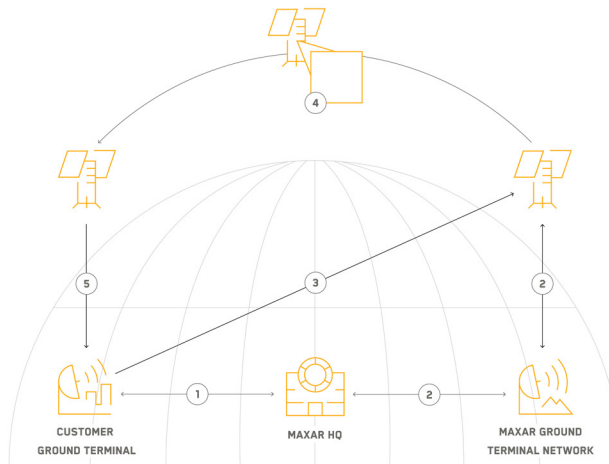 4
5
3
2
1
2
CUSTOMER
GROUND TERMINAL
MAXAR HQ
MAXAR GROUND
TERMINAL NETWORK